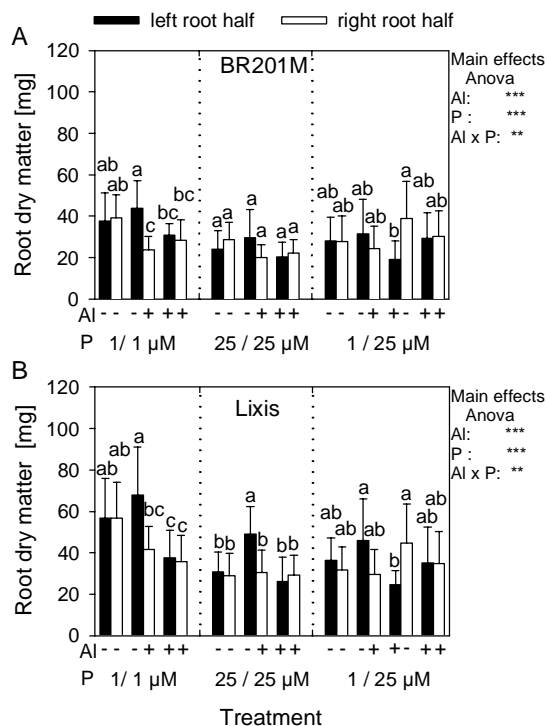 left root half right root half
A
BR201M
Main effects
Anova
Al: ***
P : ***
Al x P: **
Root dry matter [mg]
120
100
80
60
40
20
0
ab ab a c bc bc
a a a a a a
ab ab a ab b a ab ab
Al - - - + + + - - - + + + - - - + + - + +
P 1/ 1 µM 25 / 25 µM 1 / 25 µM
B
Lixis
Main effects
Anova
Al: ***
P : ***
Al x P: **
Root dry matter [mg]
120
100
80
60
40
20
0
ab ab a bc c c
b b a b b b
ab ab a ab b a ab ab
Al - - - + + + - - - + + + - - - + + - + +
P 1/ 1 µM 25 / 25 µM 1 / 25 µM
Treatment